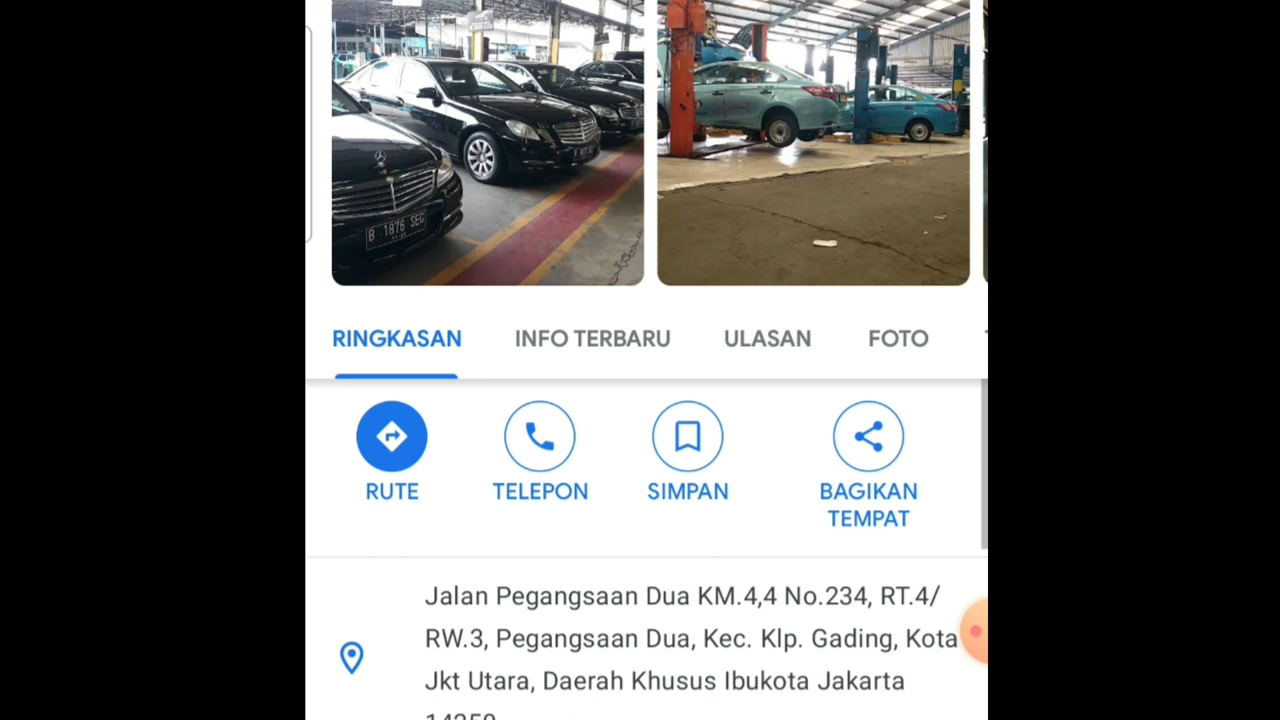 B 1876 SEG
RINGKASAN
INFO TERBARU
ULASAN
FOTO
RUTE
TELEPON
SIMPAN
BAGIKAN
TEMPAT
Jalan Pegangsaan Dua KM.4,4 No.234, RT.4/
RW.3, Pegangsaan Dua, Kec. Klp. Gading, Kota
Jkt Utara, Daerah Khusus Ibukota Jakarta